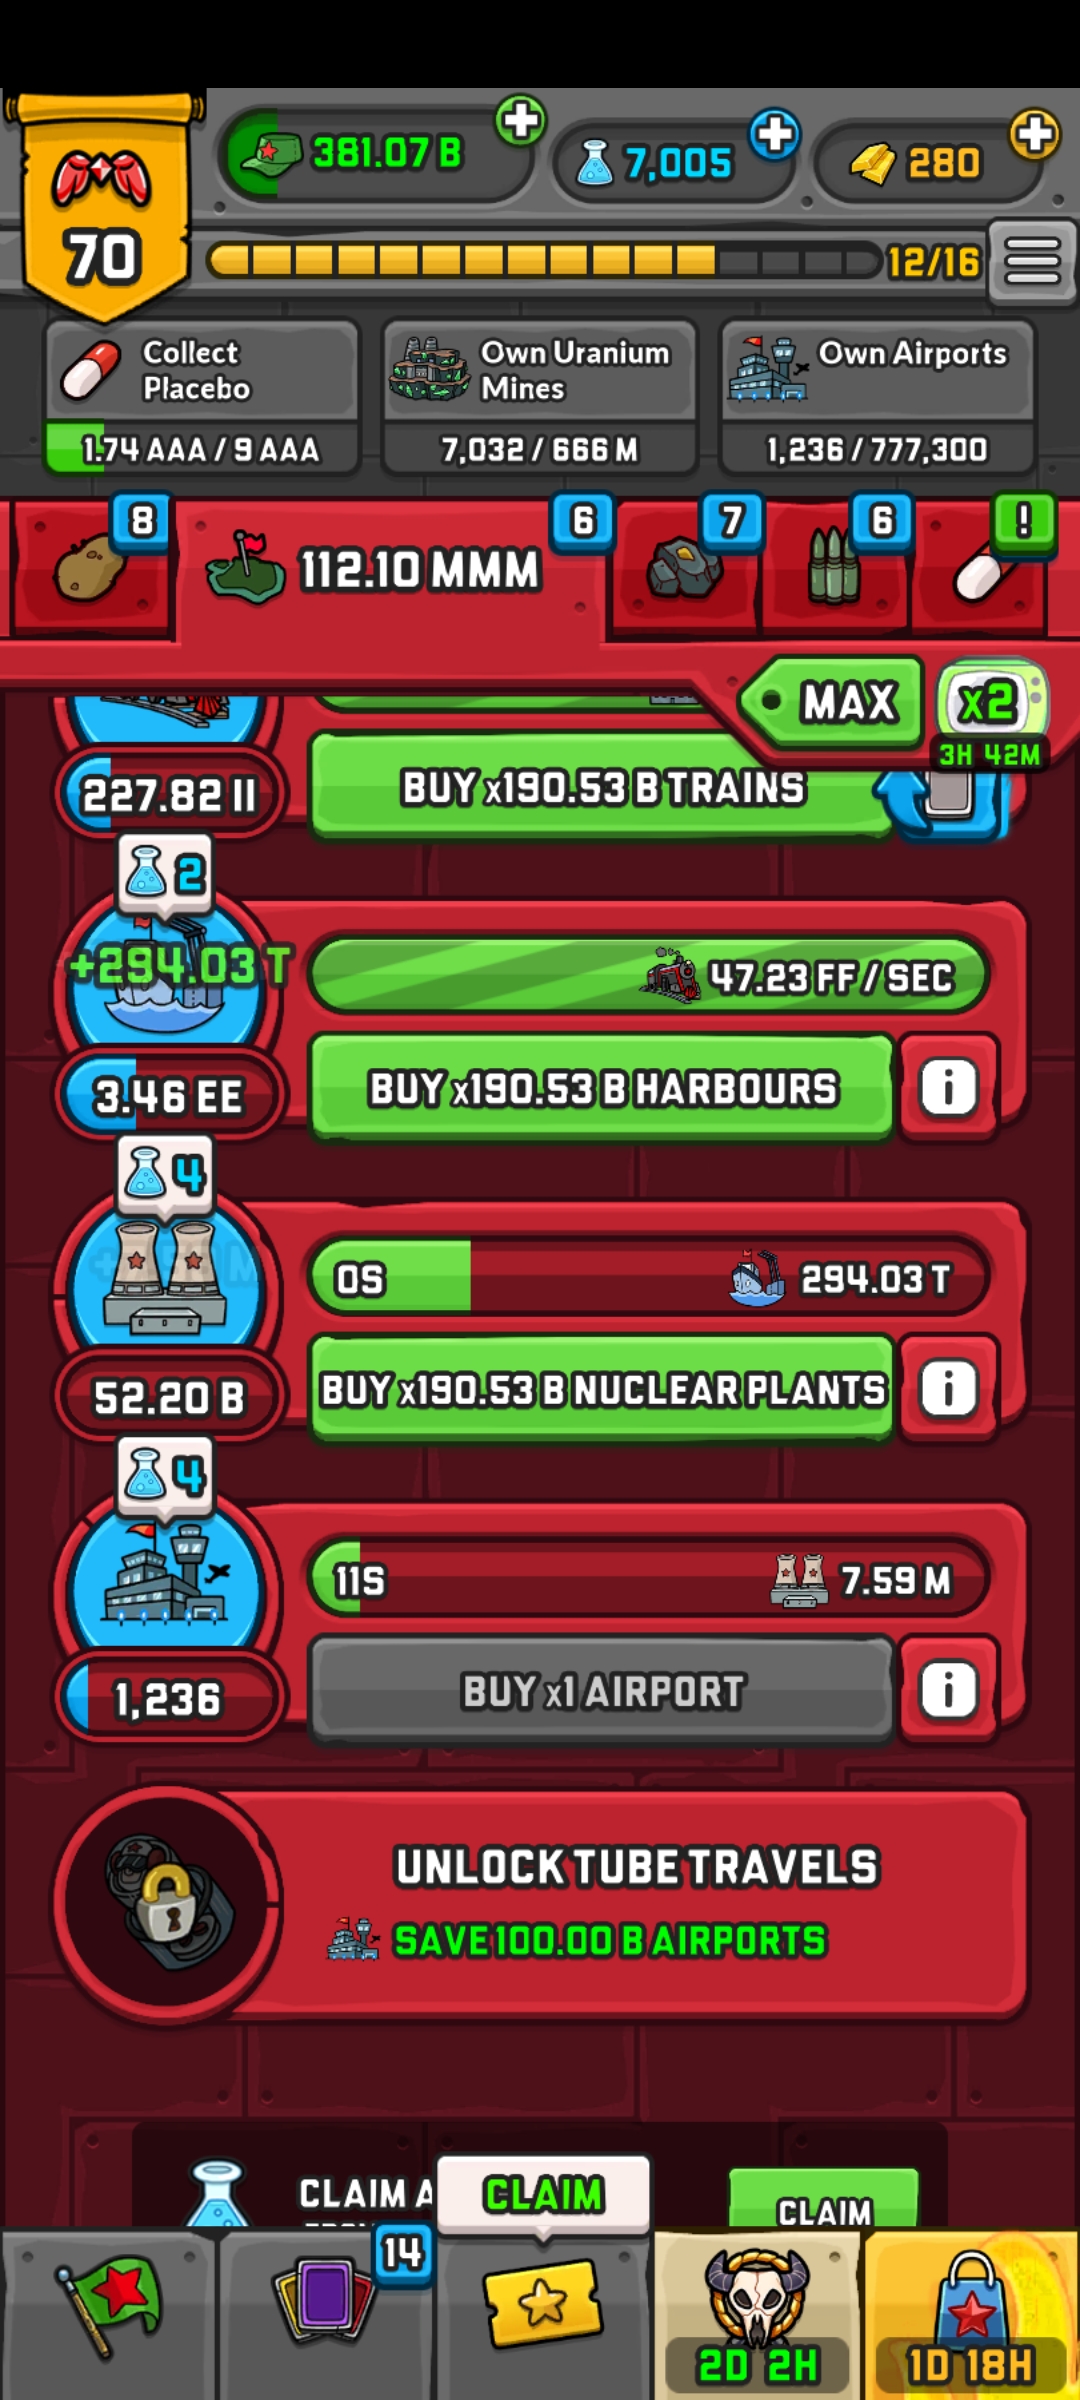 381.07 B
7,005
280
70
12/16
Collect
Placebo
Own Uranium
Mines
Own Airports
1.74 AAA / 9 AAA
7,032 / 666 M
1,236 / 777,300
8
112.10 MMM
6
7
6
!
MAX
x2
3H 42M
227.82 II
BUY x190.53 B TRAINS
2
+294.03 T
47.23 FF / SEC
3.46 EE
BUY x190.53 B HARBOURS
i
4
0S
294.03 T
52.20 B
BUY x190.53 B NUCLEAR PLANTS
i
4
11S
7.59 M
1,236
BUY x1 AIRPORT
i
UNLOCK TUBE TRAVELS
SAVE 100.00 B AIRPORTS
CLAIM A
CLAIM
CLAIM
14
2D 2H
1D 18H